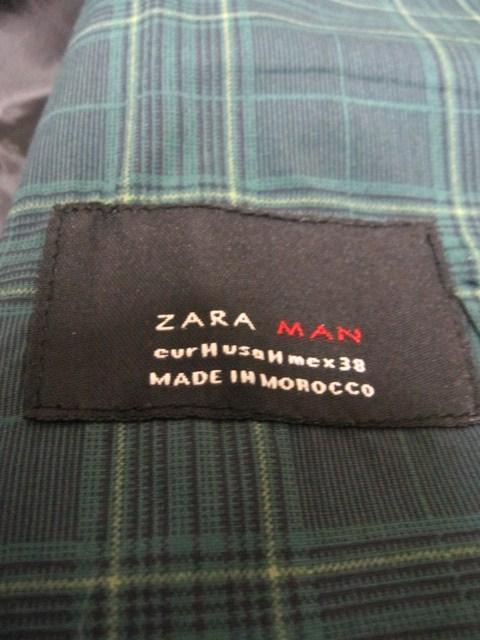 ZARA MAN
eur M usa M mex 38
MADE IN MOROCCO